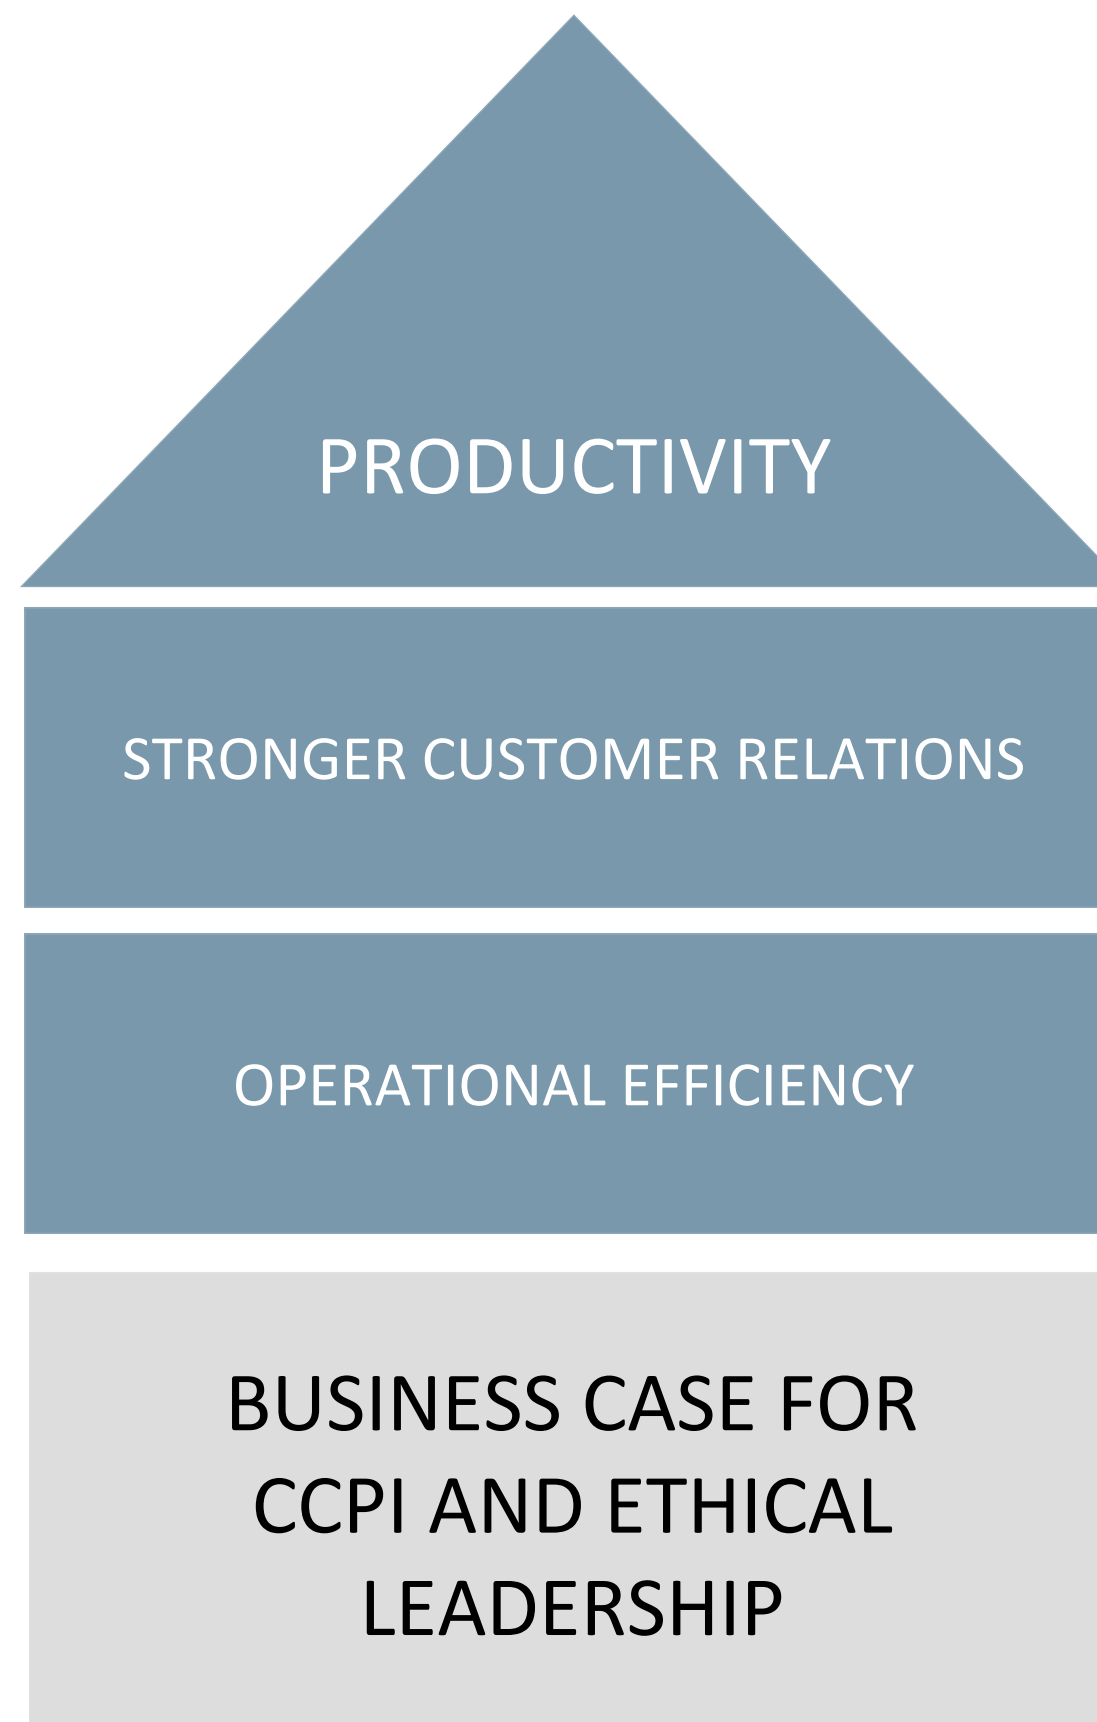 PRODUCTIVITY
STRONGER CUSTOMER RELATIONS
OPERATIONAL EFFICIENCY
BUSINESS CASE FOR
CCPI AND ETHICAL
LEADERSHIP